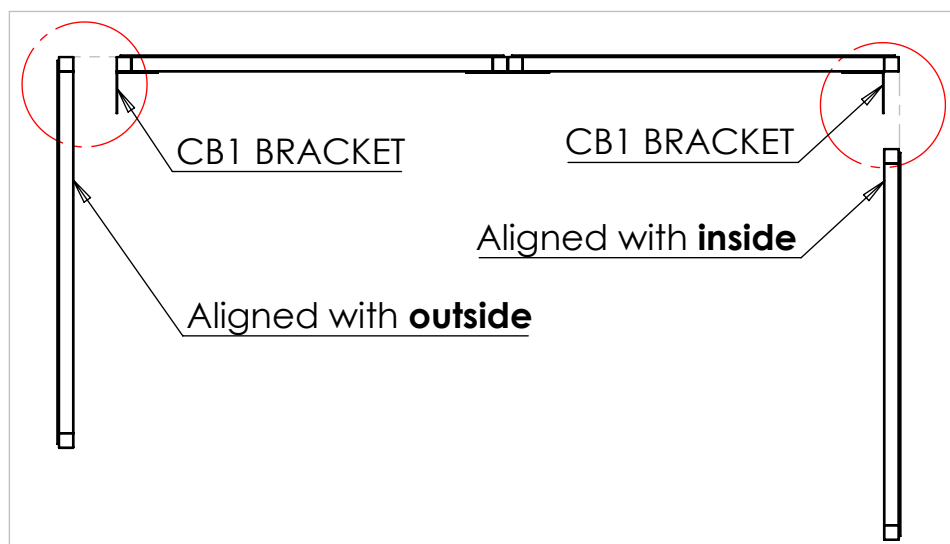 CB1 BRACKET
CB1 BRACKET
Aligned with inside
Aligned with outside